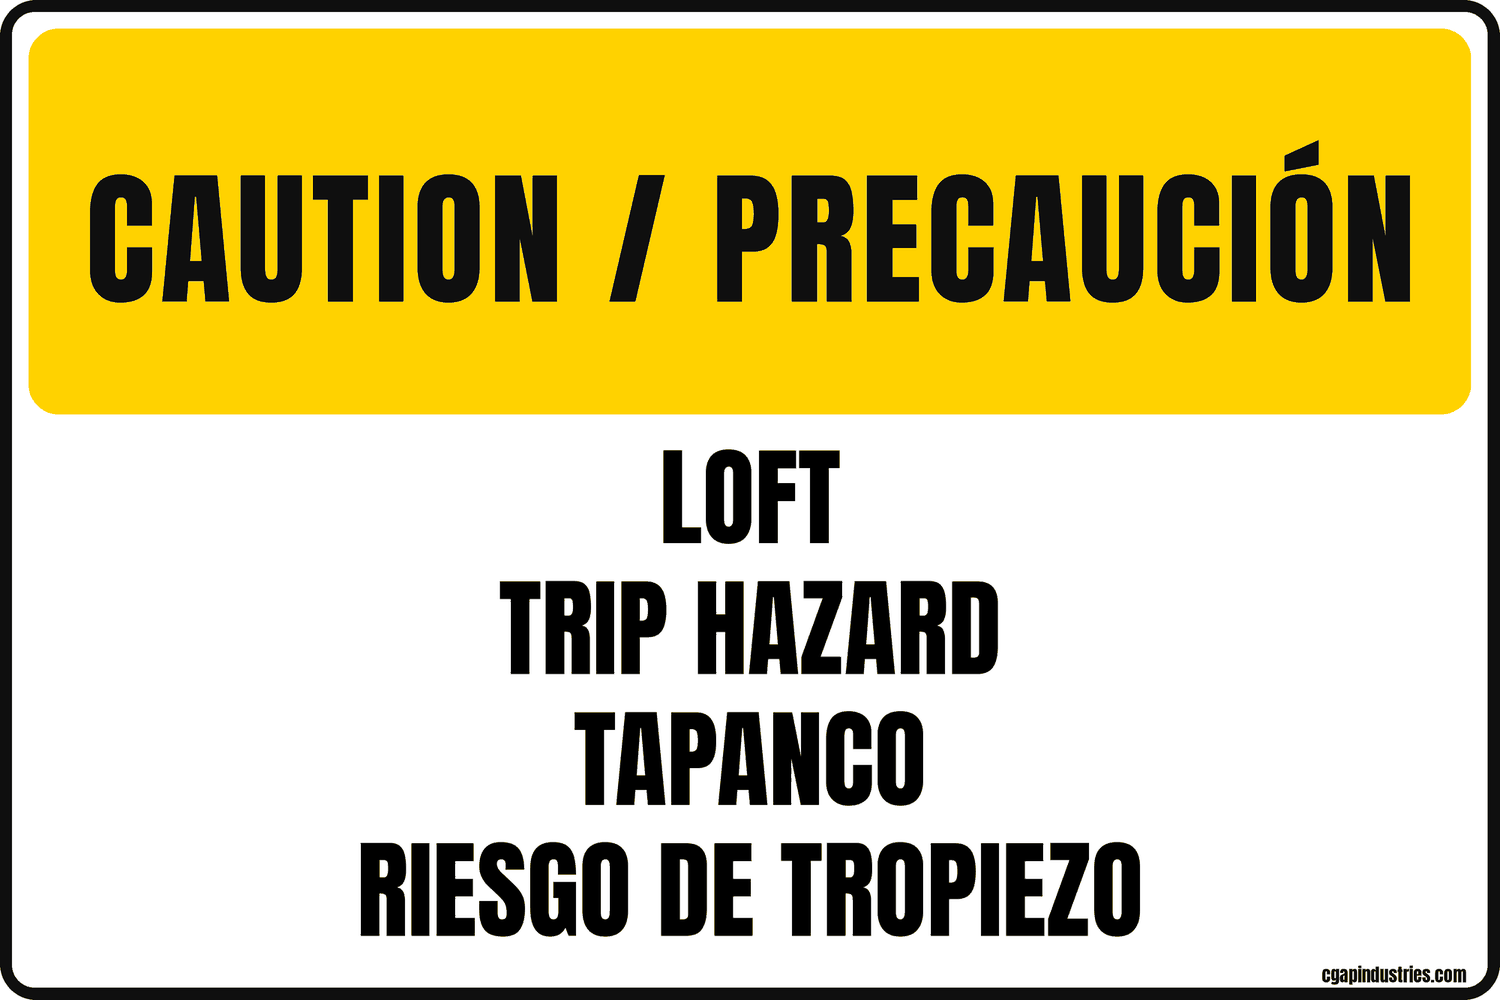 CAUTION / PRECAUCIÓN
LOFT
TRIP HAZARD
TAPANCO
RIESGO DE TROPIEZO
cgapindustries.com